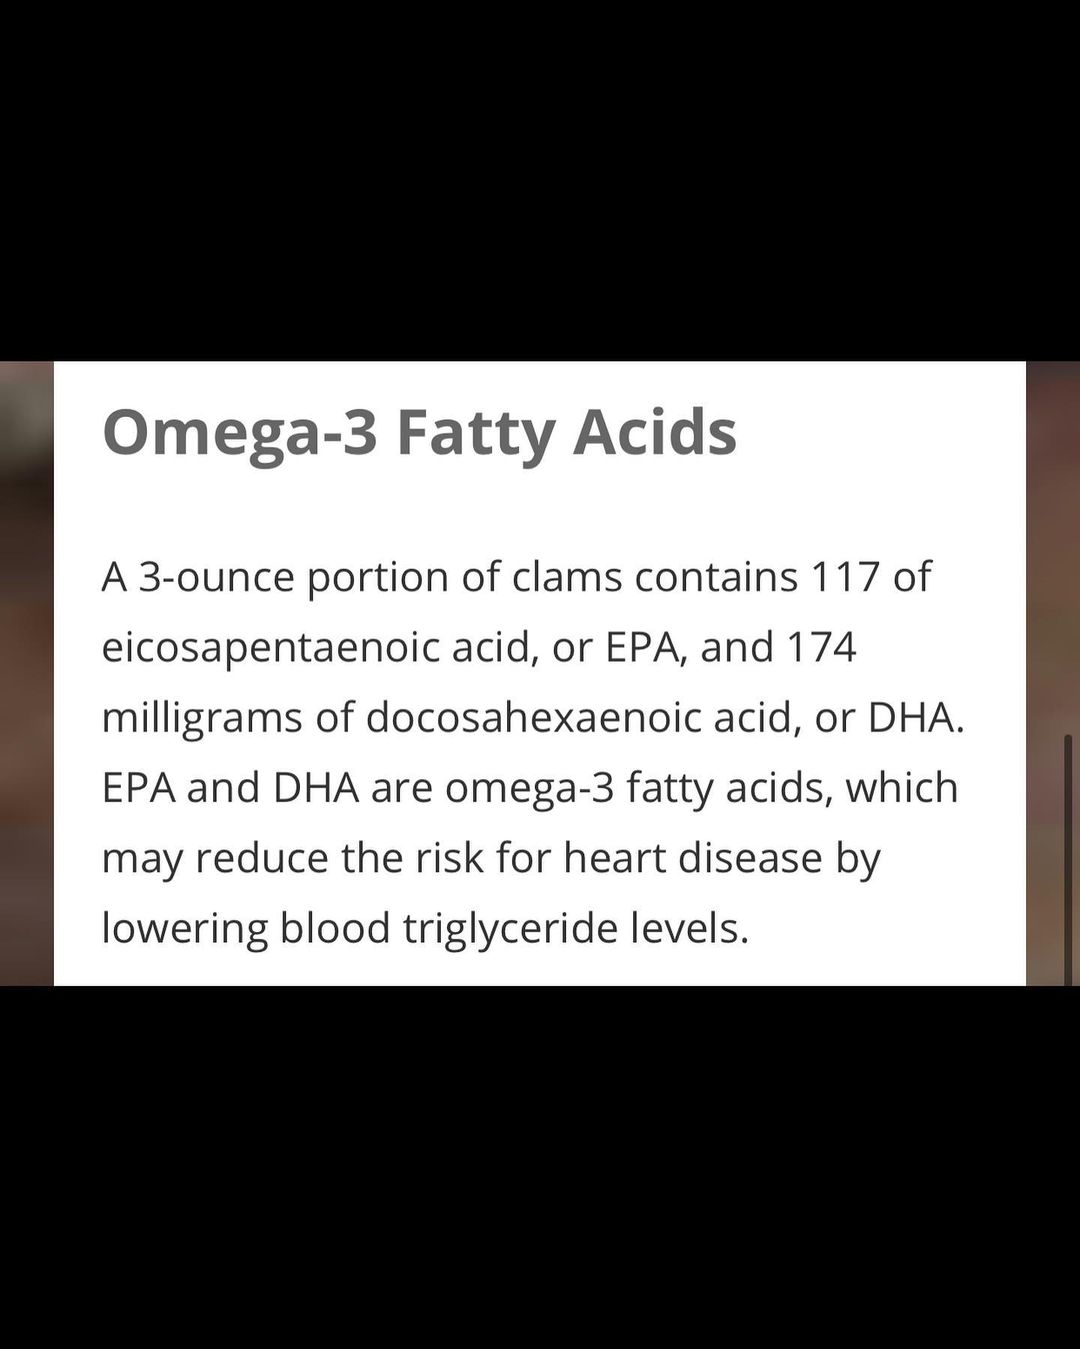 Omega-3 Fatty Acids
A 3-ounce portion of clams contains 117 of
eicosapentaenoic acid, or EPA, and 174
milligrams of docosahexaenoic acid, or DHA.
EPA and DHA are omega-3 fatty acids, which
may reduce the risk for heart disease by
lowering blood triglyceride levels.